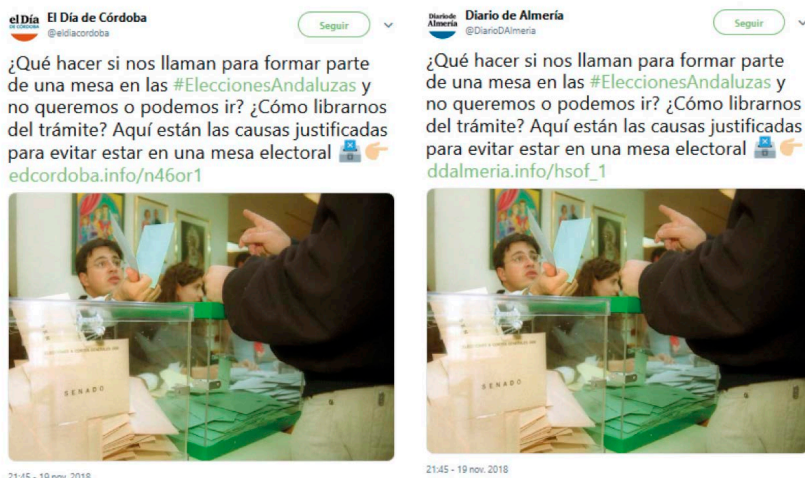 el Día
DE CÓRDOBA
El Día de Córdoba
@eldiacordoba
Seguir
¿Qué hacer si nos llaman para formar parte
de una mesa en las #EleccionesAndaluzas y
no queremos o podemos ir? ¿Cómo librarnos
del trámite? Aquí están las causas justificadas
para evitar estar en una mesa electoral
edcordoba.info/n46or1
SENADO
21:45 - 19 nov. 2018
Diariode
Almería
Diario de Almería
@DiarioDAlmeria
Seguir
¿Qué hacer si nos llaman para formar parte
de una mesa en las #EleccionesAndaluzas y
no queremos o podemos ir? ¿Cómo librarnos
del trámite? Aquí están las causas justificadas
para evitar estar en una mesa electoral
ddalmeria.info/hsof_1
SENADO
21:45 - 19 nov. 2018